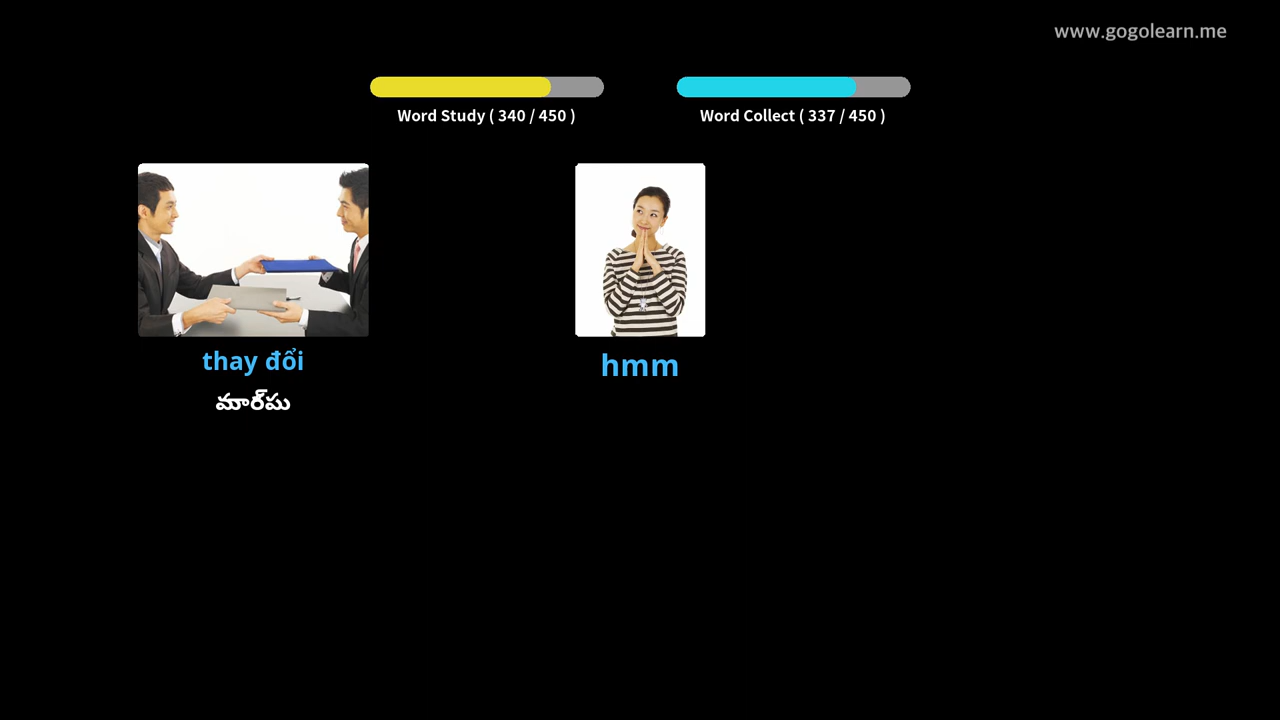 www.gogolearn.me
Word Study ( 340 / 450 )
Word Collect ( 337 / 450 )
thay đổi
hmm
మార్‌పు